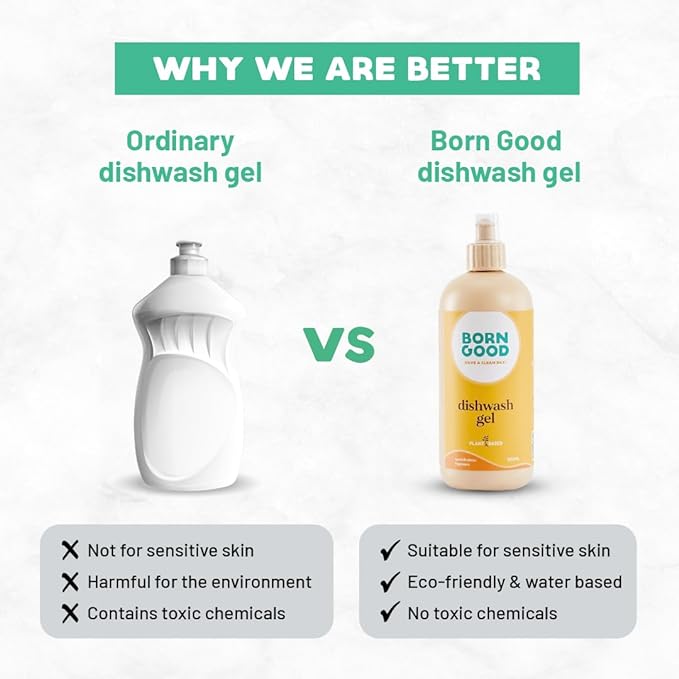 WHY WE ARE BETTER
Ordinary
dishwash gel
Born Good
dishwash gel
VS
BORN
GOOD
dishwash
gel
PLANT BASED
Not for sensitive skin
Harmful for the environment
Contains toxic chemicals
Suitable for sensitive skin
Eco-friendly & water based
No toxic chemicals